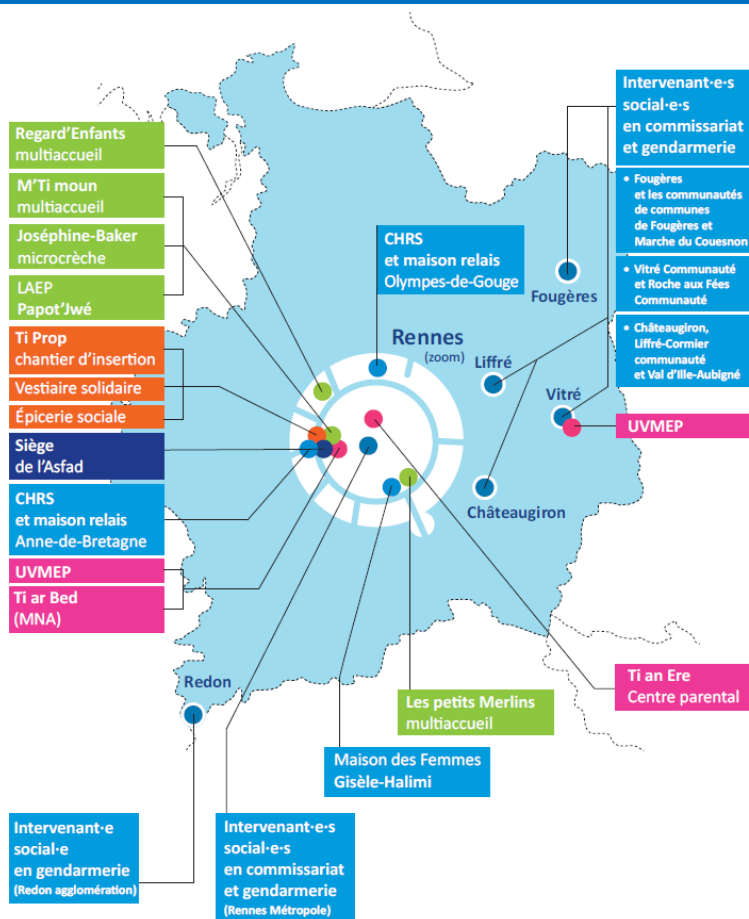 Regard'Enfants
multiaccueil
M'Ti moun
multiaccueil
Joséphine-Baker
microcrèche
LAEP
Papot'Jwé
Ti Prop
chantier d'insertion
Vestiaire solidaire
Épicerie sociale
Siège
de l'Asfad
CHRS
et maison relais
Anne-de-Bretagne
UVMEP
Ti ar Bed
(MNA)
CHRS
et maison relais
Olympes-de-Gouge
Rennes
(zoom)
Fougères
Liffré
Vitré
Châteaugiron
Redon
Intervenant·e·s
social·e·s
en commissariat
et gendarmerie
• Fougères
et les communautés
de communes
de Fougères et
Marche du Couesnon
• Vitré Communauté
et Roche aux Fées
Communauté
• Châteaugiron,
Liffré-Cormier
communauté
et Val d'Ille-Aubigné
UVMEP
Ti an Ere
Centre parental
Les petits Merlins
multiaccueil
Maison des Femmes
Gisèle-Halimi
Intervenant·e
social·e
en gendarmerie
(Redon agglomération)
Intervenant·e·s
social·e·s
en commissariat
et gendarmerie
(Rennes Métropole)